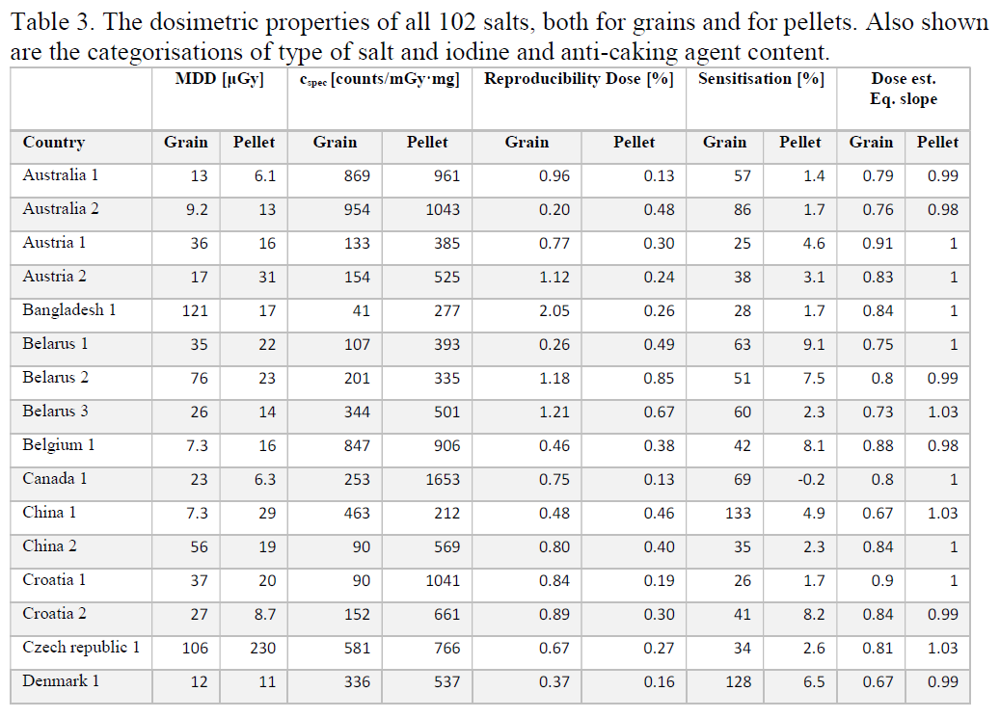 Table 3. The dosimetric properties of all 102 salts, both for grains and for pellets. Also shown
are the categorisations of type of salt and iodine and anti-caking agent content.
MDD [µGy] cspec [counts/mGy·mg] Reproducibility Dose [%] Sensitisation [%] Dose est.
Eq. slope
Country Grain Pellet Grain Pellet Grain Pellet Grain Pellet Grain Pellet
Australia 1 13 6.1 869 961 0.96 0.13 57 1.4 0.79 0.99
Australia 2 9.2 13 954 1043 0.20 0.48 86 1.7 0.76 0.98
Austria 1 36 16 133 385 0.77 0.30 25 4.6 0.91 1
Austria 2 17 31 154 525 1.12 0.24 38 3.1 0.83 1
Bangladesh 1 121 17 41 277 2.05 0.26 28 1.7 0.84 1
Belarus 1 35 22 107 393 0.26 0.49 63 9.1 0.75 1
Belarus 2 76 23 201 335 1.18 0.85 51 7.5 0.8 0.99
Belarus 3 26 14 344 501 1.21 0.67 60 2.3 0.73 1.03
Belgium 1 7.3 16 847 906 0.46 0.38 42 8.1 0.88 0.98
Canada 1 23 6.3 253 1653 0.75 0.13 69 -0.2 0.8 1
China 1 7.3 29 463 212 0.48 0.46 133 4.9 0.67 1.03
China 2 56 19 90 569 0.80 0.40 35 2.3 0.84 1
Croatia 1 37 20 90 1041 0.84 0.19 26 1.7 0.9 1
Croatia 2 27 8.7 152 661 0.89 0.30 41 8.2 0.84 0.99
Czech republic 1 106 230 581 766 0.67 0.27 34 2.6 0.81 1.03
Denmark 1 12 11 336 537 0.37 0.16 128 6.5 0.67 0.99